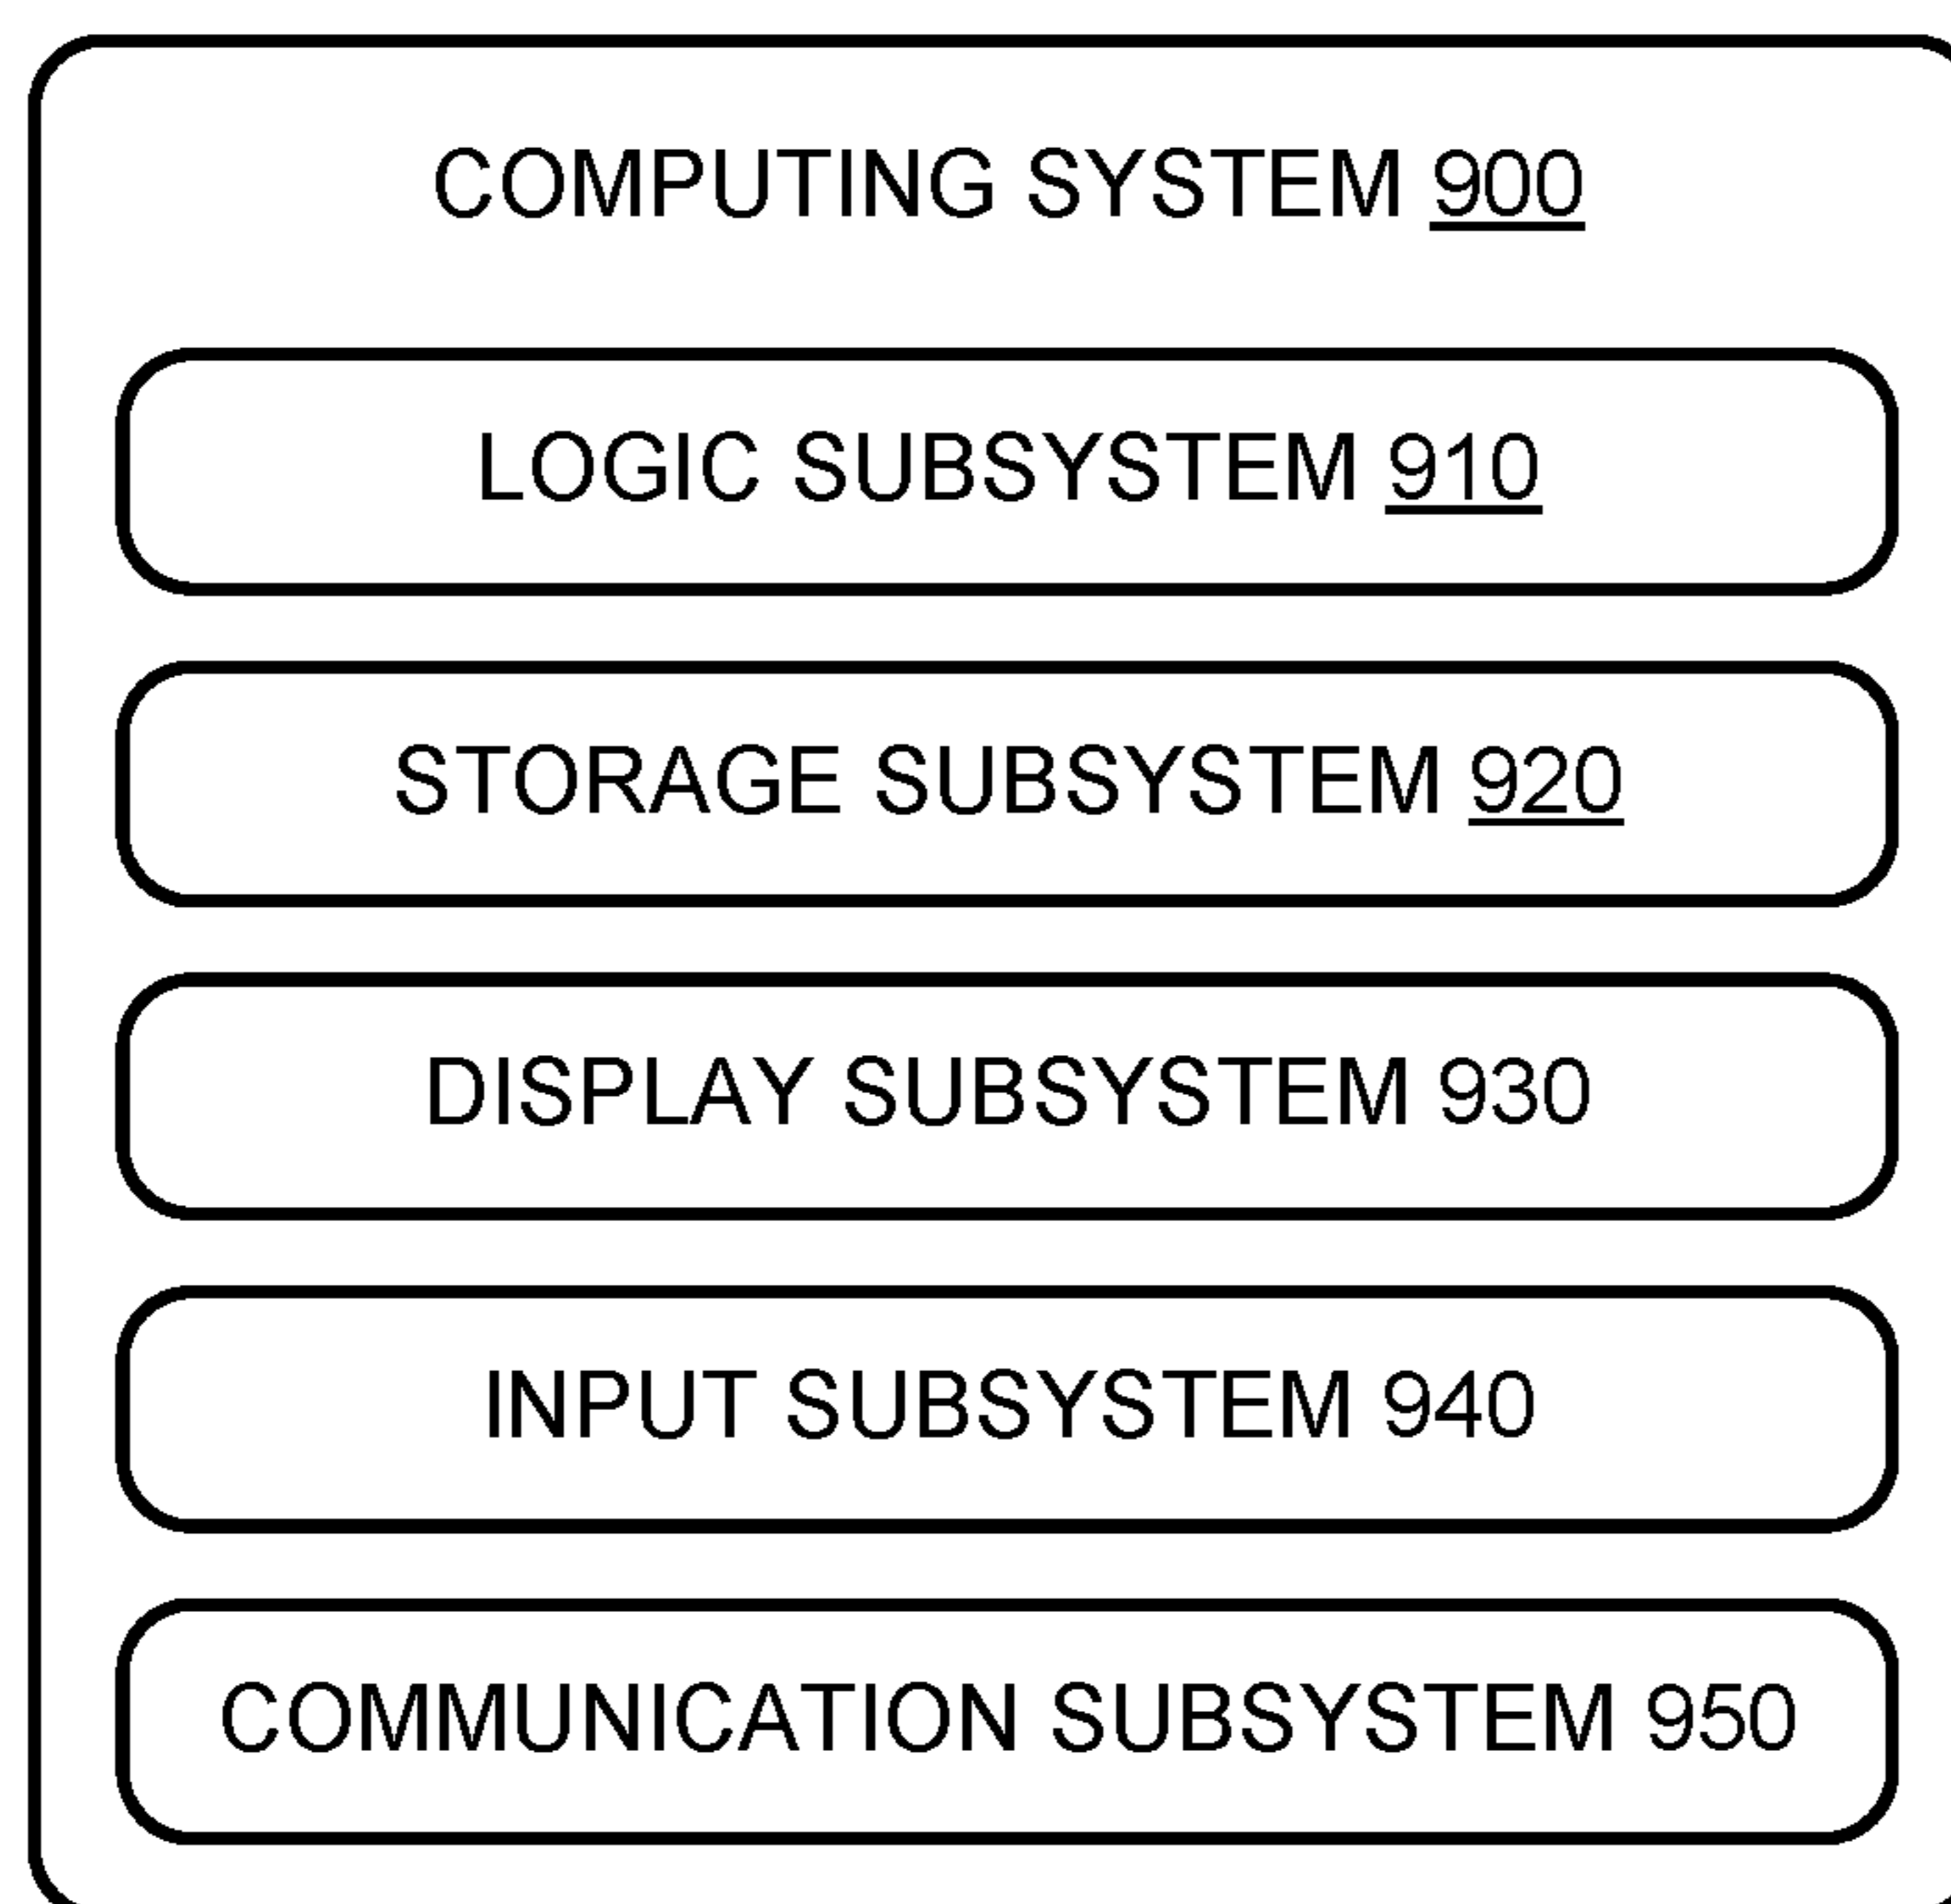 COMPUTING SYSTEM 900
LOGIC SUBSYSTEM 910
STORAGE SUBSYSTEM 920
DISPLAY SUBSYSTEM 930
INPUT SUBSYSTEM 940
COMMUNICATION SUBSYSTEM 950